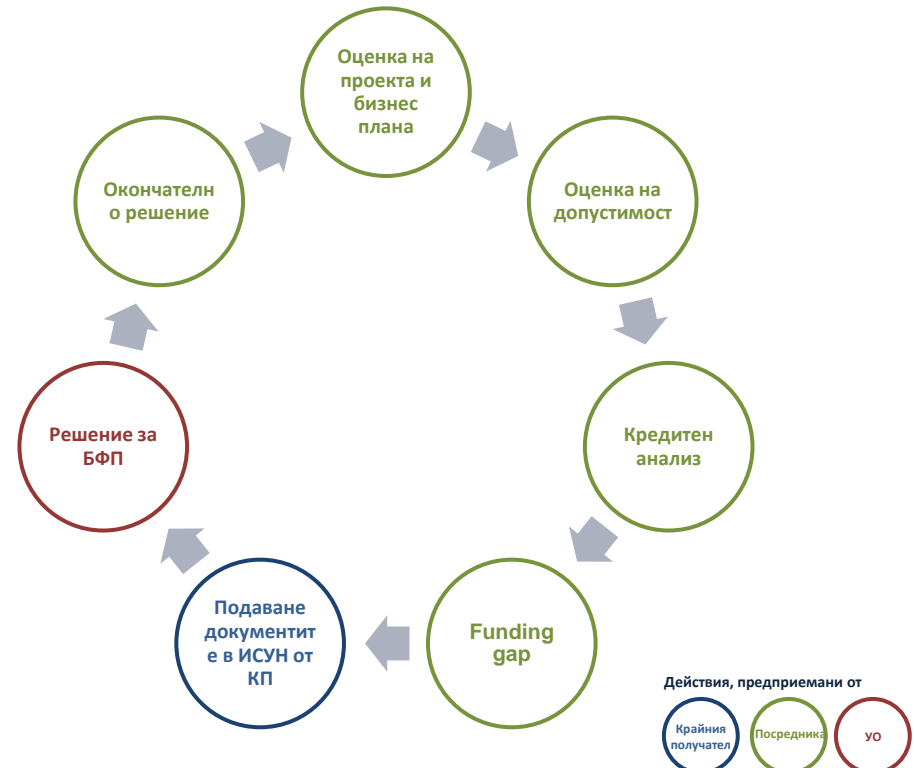 Оценка на
проекта и
бизнес
плана
Оценка на
допустимост
Кредитен
анализ
Funding
gap
Подаване
документит
е в ИСУН от
КП
Решение за
БФП
Окончателн
о решение
Действия, предприемани от
Крайния
получател
Посредника
УО